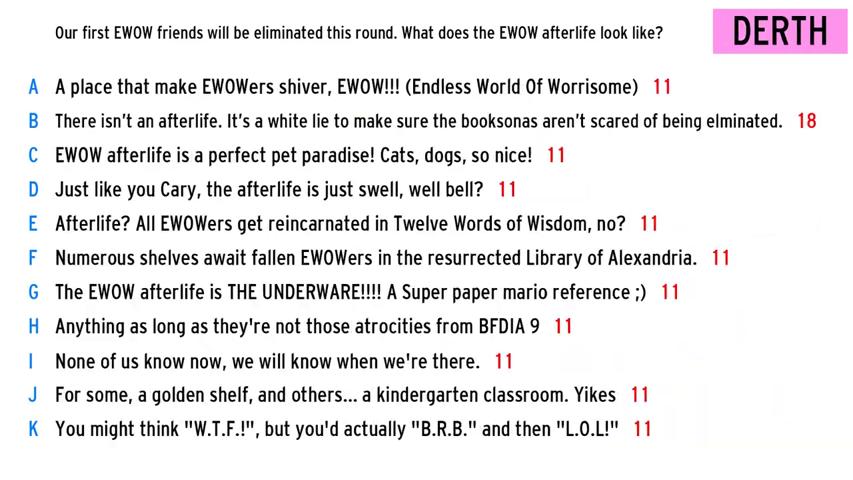 Our first EWOW friends will be eliminated this round. What does the EWOW afterlife look like?
DERTH
A A place that make EWOWers shiver, EWOW!!! (Endless World Of Worrisome) 11
B There isn't an afterlife. It's a white lie to make sure the booksonas aren't scared of being elminated. 18
C EWOW afterlife is a perfect pet paradise! Cats, dogs, so nice! 11
D Just like you Cary, the afterlife is just swell, well bell? 11
E Afterlife? All EWOWers get reincarnated in Twelve Words of Wisdom, no? 11
F Numerous shelves await fallen EWOWers in the resurrected Library of Alexandria. 11
G The EWOW afterlife is THE UNDERWARE!!!! A Super paper mario reference ;) 11
H Anything as long as they're not those atrocities from BFDIA 9 11
I None of us know now, we will know when we're there. 11
J For some, a golden shelf, and others... a kindergarten classroom. Yikes 11
K You might think "W.T.F.!", but you'd actually "B.R.B." and then "L.O.L!" 11